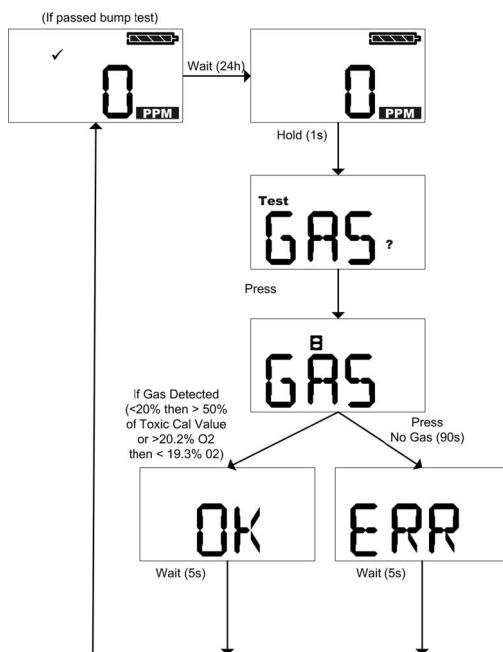 (If passed bump test)
✓
0
PPM
Wait (24h)
0
PPM
Hold (1s)
Test
GAS ?
Press
GAS
If Gas Detected
(<20% then > 50%
of Toxic Cal Value
or >20.2% O2
then < 19.3% 02)
Press
No Gas (90s)
OK
ERR
Wait (5s)
Wait (5s)